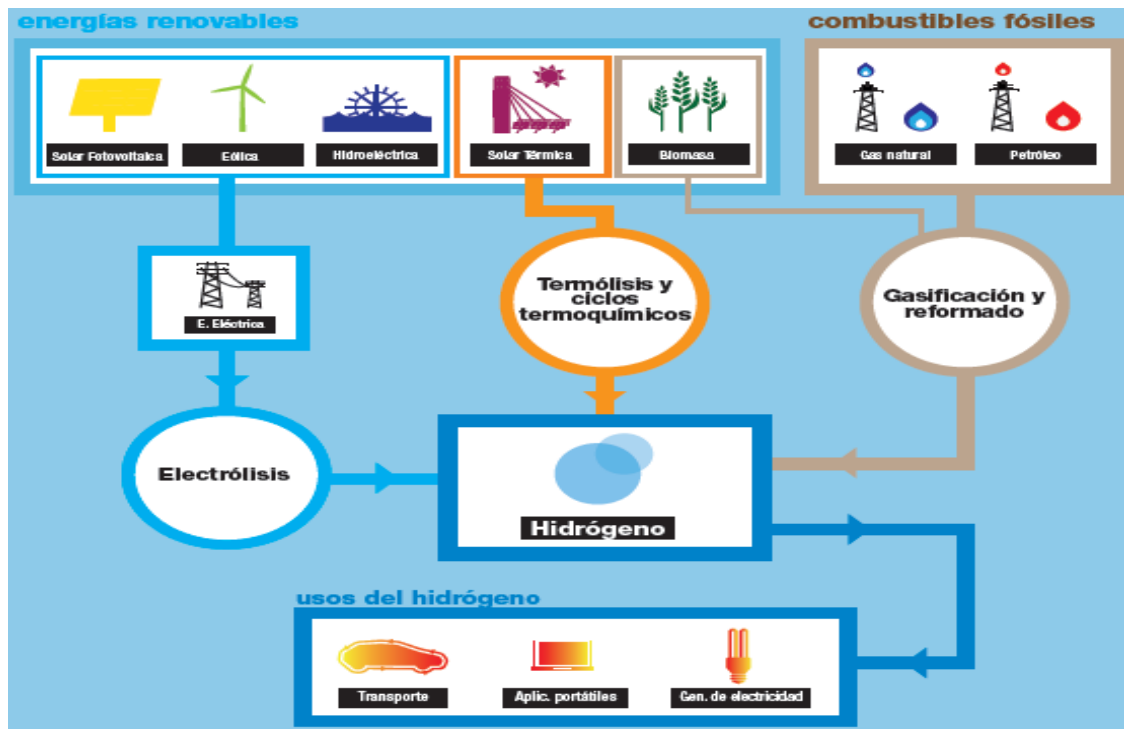 energías renovables
combustibles fósiles
Solar Fotovoltaica
Eólica
Hidroeléctrica
Solar Térmica
Biomasa
Gas natural
Petróleo
E. Eléctrica
Termólisis y
ciclos
termoquímicos
Gasificación y
reformado
Electrólisis
Hidrógeno
usos del hidrógeno
Transporte
Aplic. portátiles
Gen. de electricidad